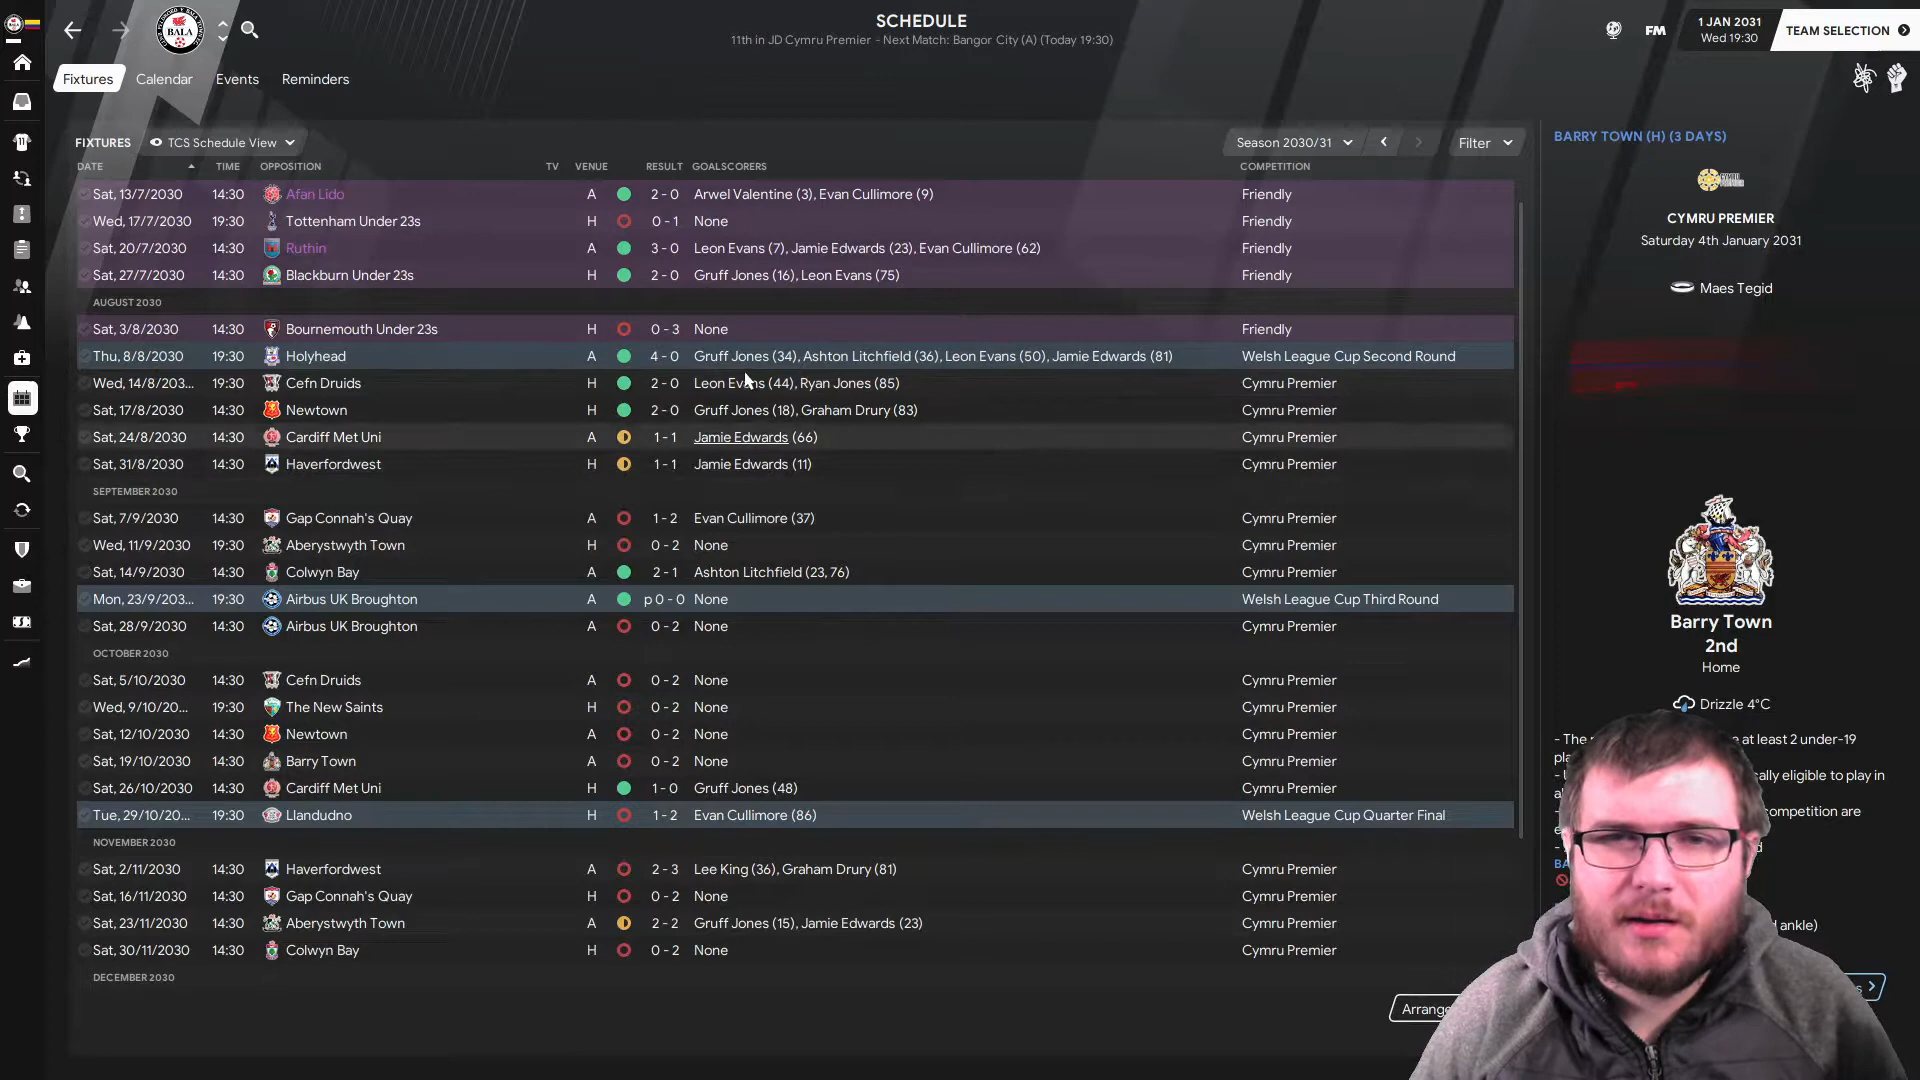 BALA
SCHEDULE
11th in JD Cymru Premier - Next Match: Bangor City (A) (Today 19:30)
FM
1 JAN 2031
Wed 19:30
TEAM SELECTION
Fixtures Calendar Events Reminders
FIXTURES TCS Schedule View Season 2030/31 Filter
DATE TIME OPPOSITION TV VENUE RESULT GOALSCORERS COMPETITION
Sat, 13/7/2030 14:30 Afan Lido A 2 - 0 Arwel Valentine (3), Evan Cullimore (9) Friendly
Wed, 17/7/2030 19:30 Tottenham Under 23s H 0 - 1 None Friendly
Sat, 20/7/2030 14:30 Ruthin A 3 - 0 Leon Evans (7), Jamie Edwards (23), Evan Cullimore (62) Friendly
Sat, 27/7/2030 14:30 Blackburn Under 23s H 2 - 0 Gruff Jones (16), Leon Evans (75) Friendly
AUGUST 2030
Sat, 3/8/2030 14:30 Bournemouth Under 23s H 0 - 3 None Friendly
Thu, 8/8/2030 19:30 Holyhead A 4 - 0 Gruff Jones (34), Ashton Litchfield (36), Leon Evans (50), Jamie Edwards (81) Welsh League Cup Second Round
Wed, 14/8/203... 19:30 Cefn Druids H 2 - 0 Leon Evans (44), Ryan Jones (85) Cymru Premier
Sat, 17/8/2030 14:30 Newtown H 2 - 0 Gruff Jones (18), Graham Drury (83) Cymru Premier
Sat, 24/8/2030 14:30 Cardiff Met Uni A 1 - 1 Jamie Edwards (66) Cymru Premier
Sat, 31/8/2030 14:30 Haverfordwest H 1 - 1 Jamie Edwards (11) Cymru Premier
SEPTEMBER 2030
Sat, 7/9/2030 14:30 Gap Connah's Quay A 1 - 2 Evan Cullimore (37) Cymru Premier
Wed, 11/9/2030 19:30 Aberystwyth Town H 0 - 2 None Cymru Premier
Sat, 14/9/2030 14:30 Colwyn Bay A 2 - 1 Ashton Litchfield (23, 76) Cymru Premier
Mon, 23/9/203... 19:30 Airbus UK Broughton A p 0 - 0 None Welsh League Cup Third Round
Sat, 28/9/2030 14:30 Airbus UK Broughton A 0 - 2 None Cymru Premier
OCTOBER 2030
Sat, 5/10/2030 14:30 Cefn Druids A 0 - 2 None Cymru Premier
Wed, 9/10/20... 19:30 The New Saints H 0 - 2 None Cymru Premier
Sat, 12/10/2030 14:30 Newtown A 0 - 2 None Cymru Premier
Sat, 19/10/2030 14:30 Barry Town A 0 - 2 None Cymru Premier
Sat, 26/10/2030 14:30 Cardiff Met Uni H 1 - 0 Gruff Jones (48) Cymru Premier
Tue, 29/10/20... 19:30 Llandudno H 1 - 2 Evan Cullimore (86) Welsh League Cup Quarter Final
NOVEMBER 2030
Sat, 2/11/2030 14:30 Haverfordwest A 2 - 3 Lee King (36), Graham Drury (81) Cymru Premier
Sat, 16/11/2030 14:30 Gap Connah's Quay H 0 - 2 None Cymru Premier
Sat, 23/11/2030 14:30 Aberystwyth Town A 2 - 2 Gruff Jones (15), Jamie Edwards (23) Cymru Premier
Sat, 30/11/2030 14:30 Colwyn Bay H 0 - 2 None Cymru Premier
DECEMBER 2030
Arrange
BARRY TOWN (H) (3 DAYS)
CYMRU PREMIER
Saturday 4th January 2031
Maes Tegid
Barry Town
2nd
Home
Drizzle 4°C
- The at least 2 under-19
cally eligible to play in
ompetition are
ankle)